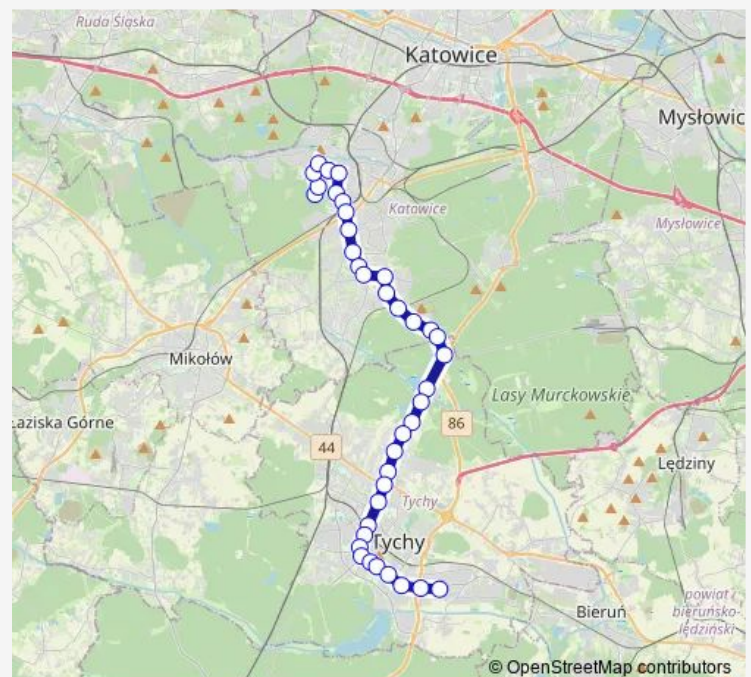 Ruda Śląska
Katowice
Mysłowic
Katowice
Mysłowice
Mikołów
Lasy Murckowskie
Łaziska Górne
86
44
Lędziny
Tychy
Tychy
Bieruń
powiat
bieruńsko-
lędziński
© OpenStreetMap contributors